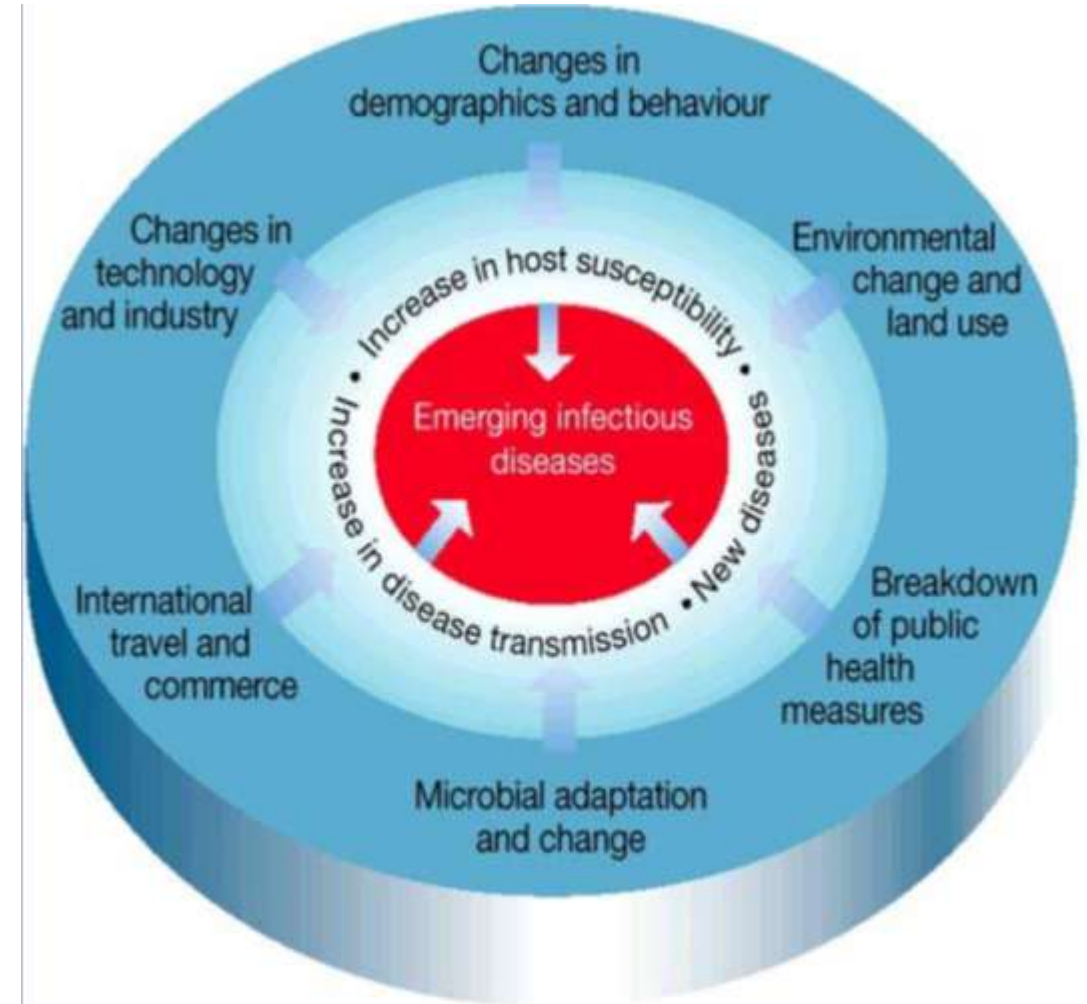 Changes in
demographics and behaviour
Changes in
technology
and industry
Environmental
change and
land use
• Increase in host susceptibility
• New diseases
• Increase in disease transmission
Emerging infectious
diseases
International
travel and
commerce
Breakdown
of public
health
measures
Microbial adaptation
and change